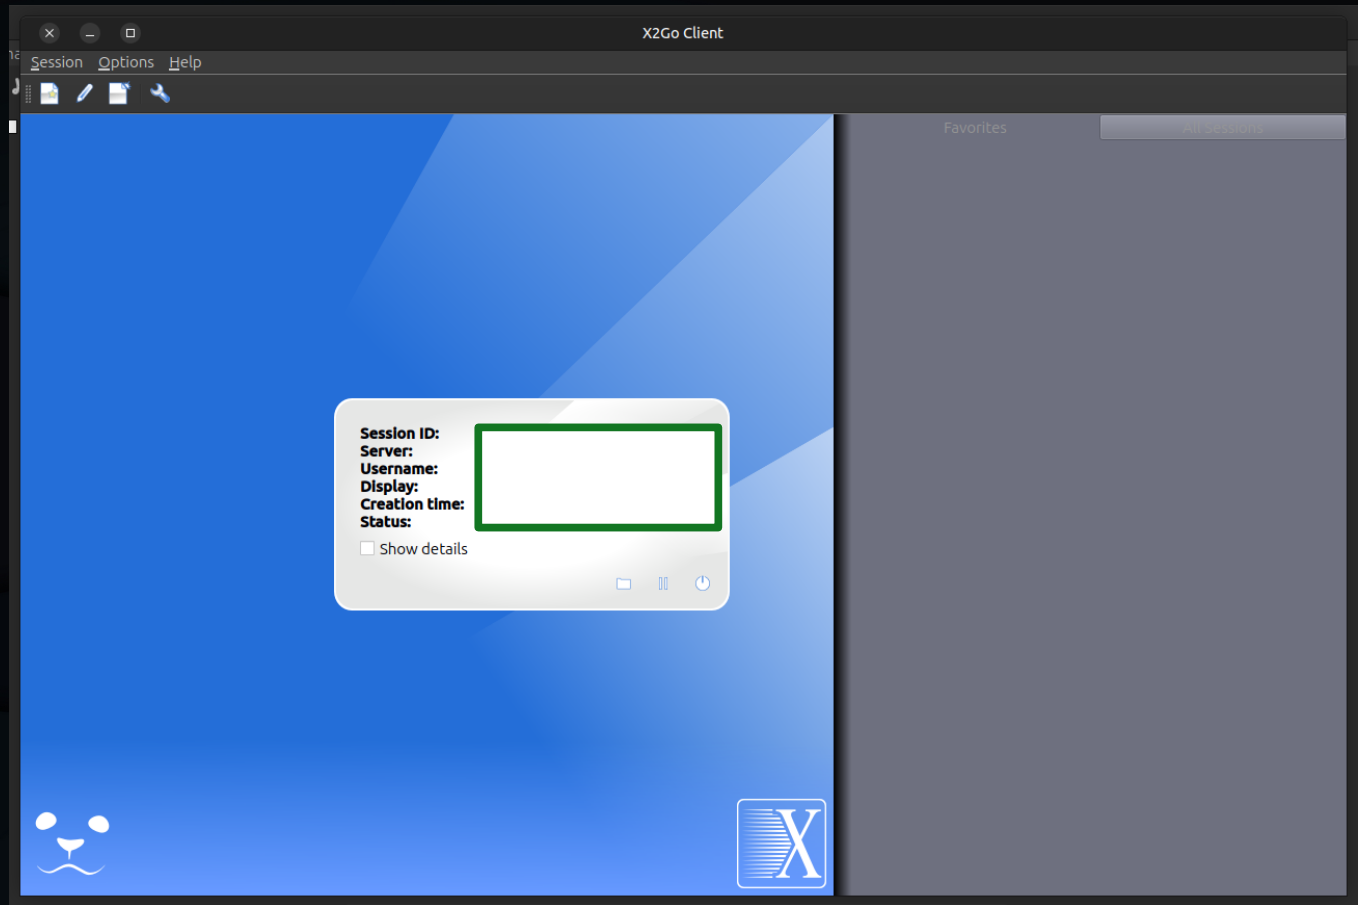 X2Go Client
Session Options Help
Favorites All Sessions
Session ID:
Server:
Username:
Display:
Creation time:
Status:
Show details
X